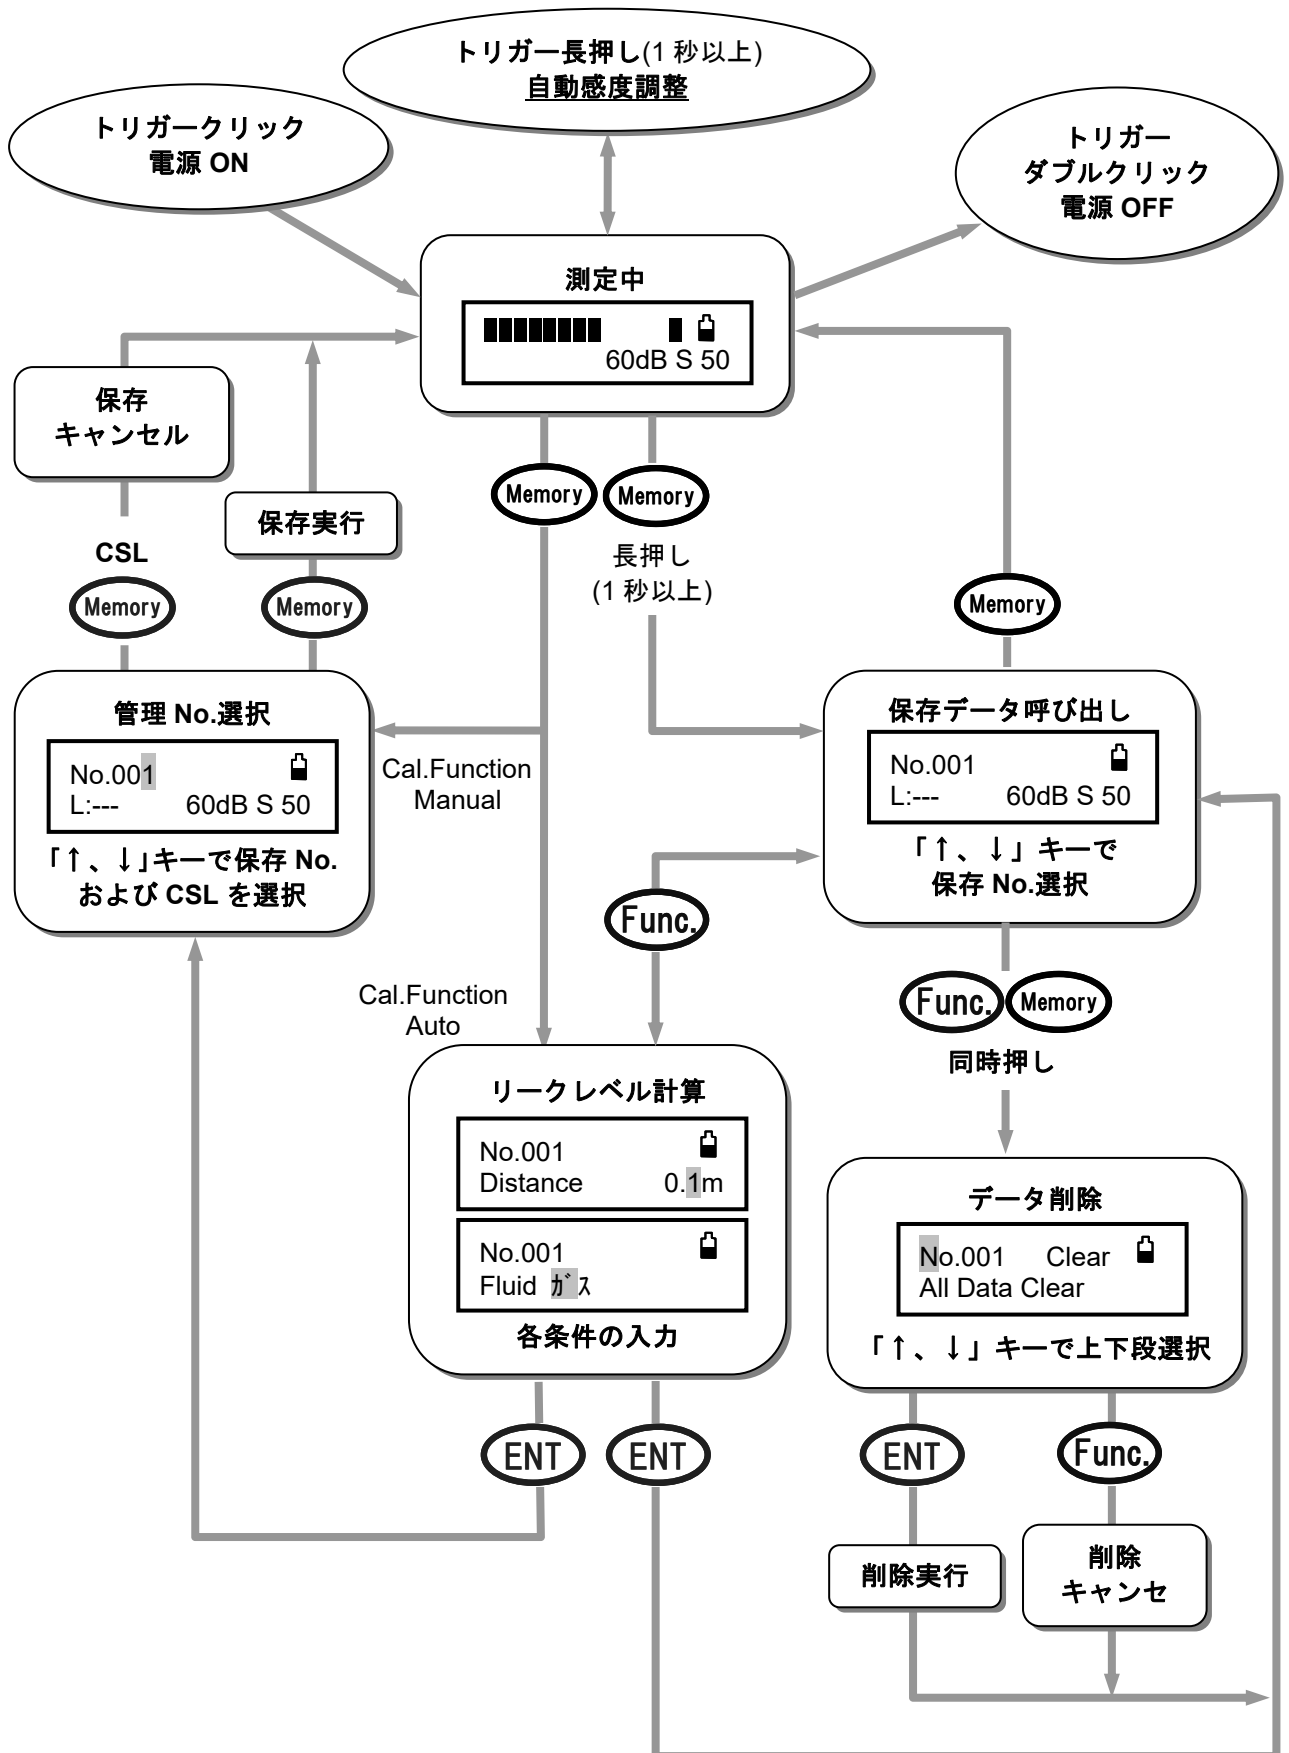 トリガー長押し(1 秒以上)
自動感度調整
トリガークリック
電源 ON
トリガー
ダブルクリック
電源 OFF
測定中
60dB S 50
保存
キャンセル
保存実行
CSL
Memory
Memory
Memory
Memory
長押し
(1 秒以上)
Memory
管理 No.選択
No.001
L:--- 60dB S 50
「↑、↓」キーで保存 No.
および CSL を選択
Cal.Function
Manual
保存データ呼び出し
No.001
L:--- 60dB S 50
「↑、↓」キーで
保存 No.選択
Func.
Func.
Memory
同時押し
Cal.Function
Auto
リークレベル計算
No.001
Distance 0.1m
No.001
Fluid ｶﾞｽ
各条件の入力
データ削除
No.001 Clear
All Data Clear
「↑、↓」キーで上下段選択
ENT
ENT
ENT
Func.
削除実行
削除
キャンセ